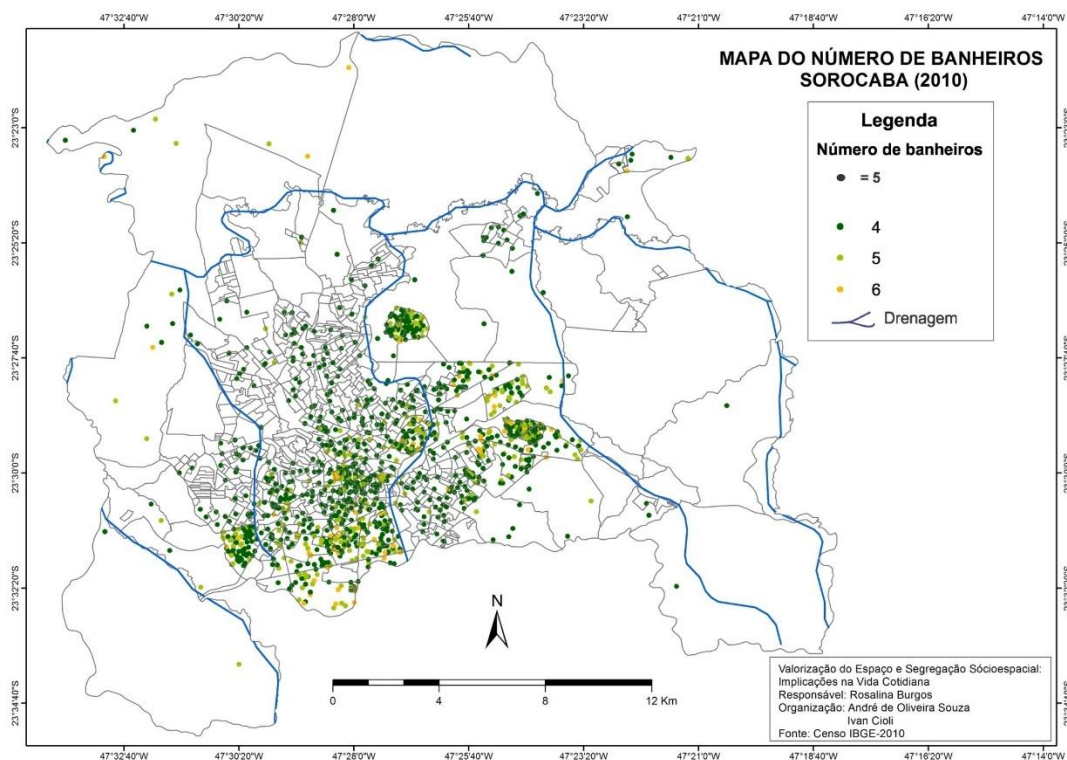 47°32'40"O 47°30'20"O 47°28'0"O 47°25'40"O 47°23'20"O 47°21'0"O 47°18'40"O 47°16'20"O 47°14'0"O
MAPA DO NÚMERO DE BANHEIROS
SOROCABA (2010)
Legenda
Número de banheiros
= 5
4
5
6
Drenagem
23°23'0"S
23°25'20"S
23°27'40"S
23°30'0"S
23°32'20"S
23°34'40"S
N
0 4 8 12 Km
Valorização do Espaço e Segregação Sócioespacial:
Implicações na Vida Cotidiana
Responsável: Rosalina Burgos
Organização: André de Oliveira Souza
Ivan Cioli
Fonte: Censo IBGE-2010
47°32'40"O 47°30'20"O 47°28'0"O 47°25'40"O 47°23'20"O 47°21'0"O 47°18'40"O 47°16'20"O 47°14'0"O